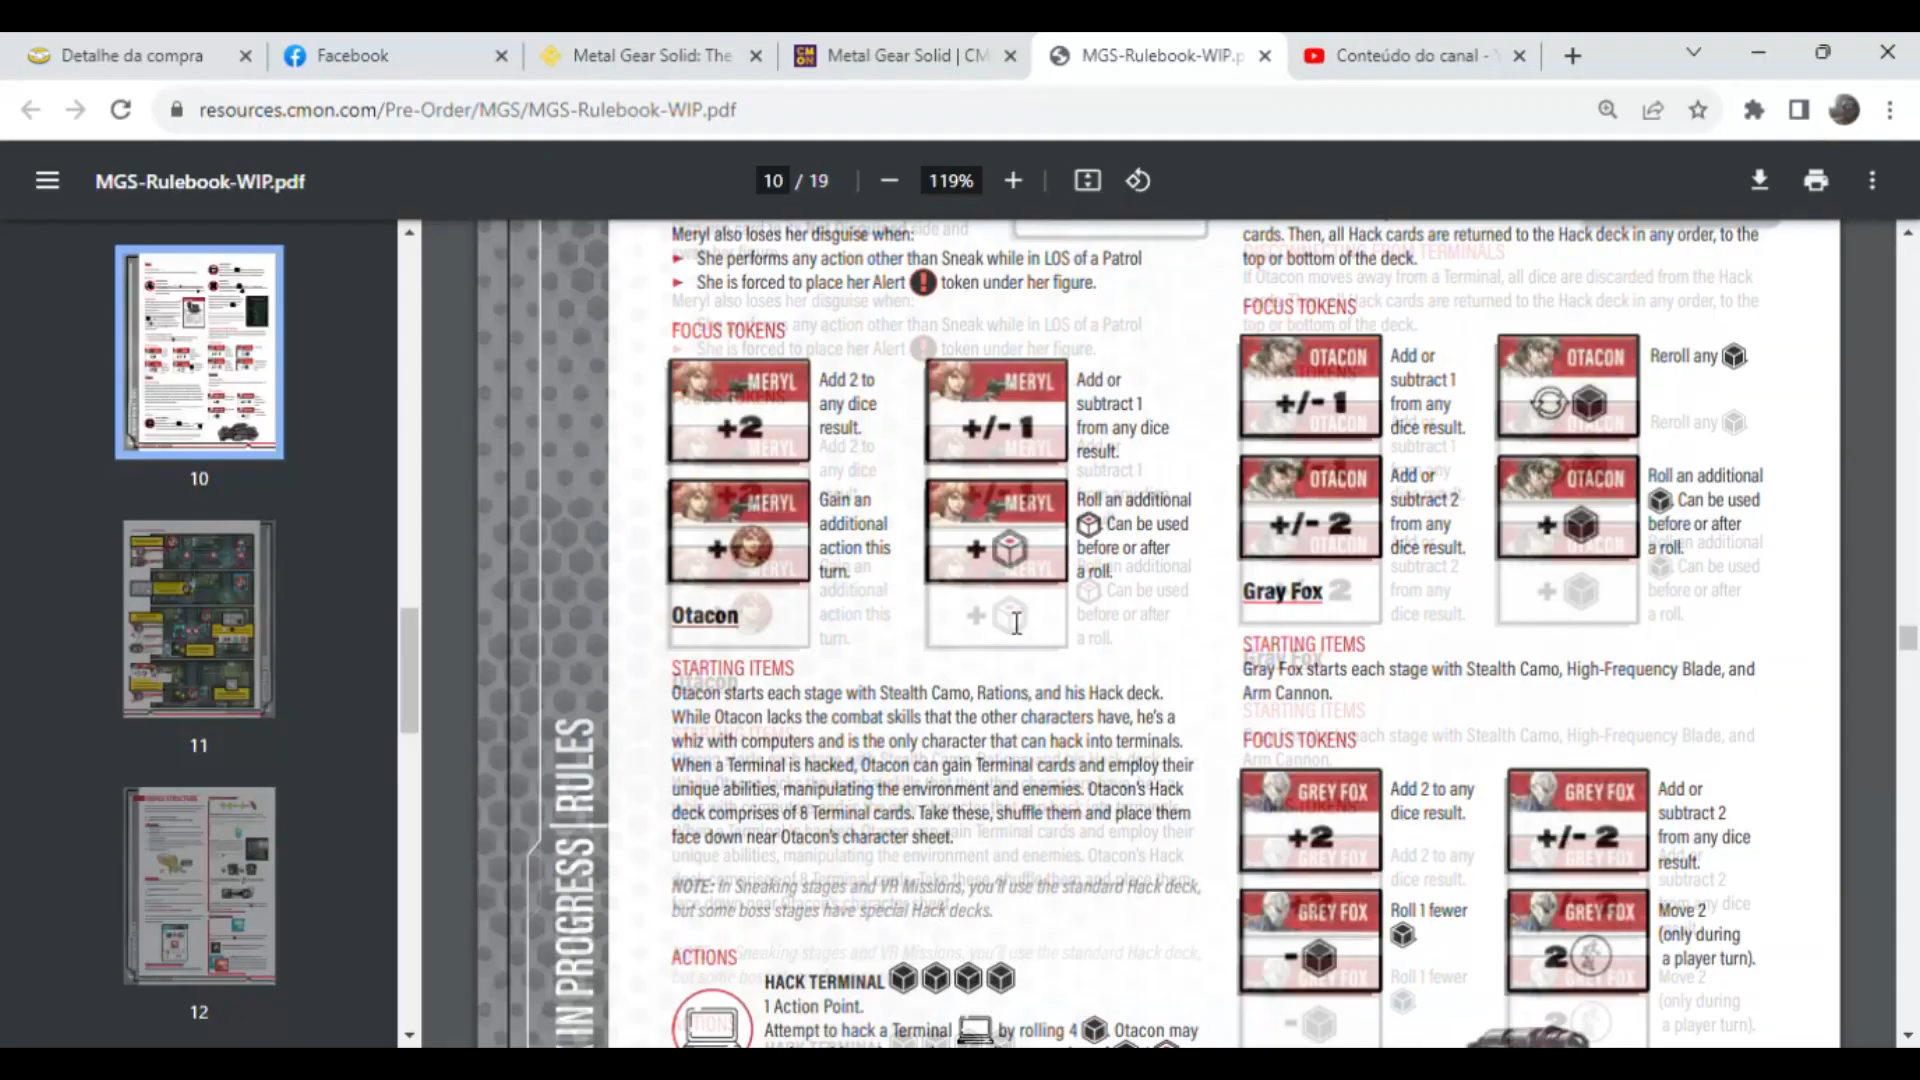 Detalhe da compra
Facebook
Metal Gear Solid: The
Metal Gear Solid | CM
MGS-Rulebook-WIP.p
Conteúdo do canal -
resources.cmon.com/Pre-Order/MGS/MGS-Rulebook-WIP.pdf
MGS-Rulebook-WIP.pdf
10 / 19
119%
10
11
12
IN PROGRESS | RULES
Meryl also loses her disguise when:
She performs any action other than Sneak while in LOS of a Patrol
She is forced to place her Alert ! token under her figure.
FOCUS TOKENS
MERYL
+2
Add 2 to
any dice
result.
MERYL
+/- 1
Add or
subtract 1
from any dice
result.
MERYL
+
Gain an
additional
action this
turn.
MERYL
+
Roll an additional
Can be used
before or after
a roll.
Otacon
STARTING ITEMS
Otacon starts each stage with Stealth Camo, Rations, and his Hack deck.
While Otacon lacks the combat skills that the other characters have, he's a
whiz with computers and is the only character that can hack into terminals.
When a Terminal is hacked, Otacon can gain Terminal cards and employ their
unique abilities, manipulating the environment and enemies. Otacon's Hack
deck comprises of 8 Terminal cards. Take these, shuffle them and place them
face down near Otacon's character sheet.
NOTE: In Sneaking stages and VR Missions, you'll use the standard Hack deck,
but some boss stages have special Hack decks.
ACTIONS
HACK TERMINAL
1 Action Point.
Attempt to hack a Terminal by rolling 4 . Otacon may
cards. Then, all Hack cards are returned to the Hack deck in any order, to the
top or bottom of the deck.
FOCUS TOKENS
OTACON
+/- 1
Add or
subtract 1
from any
dice result.
OTACON
Reroll any
OTACON
+/- 2
Add or
subtract 2
from any
dice result.
OTACON
+
Roll an additional
. Can be used
before or after
a roll.
Gray Fox
STARTING ITEMS
Gray Fox starts each stage with Stealth Camo, High-Frequency Blade, and
Arm Cannon.
FOCUS TOKENS
GREY FOX
+2
Add 2 to any
dice result.
GREY FOX
+/- 2
Add or
subtract 2
from any dice
result.
GREY FOX
-
Roll 1 fewer
GREY FOX
2
Move 2
(only during
a player turn).